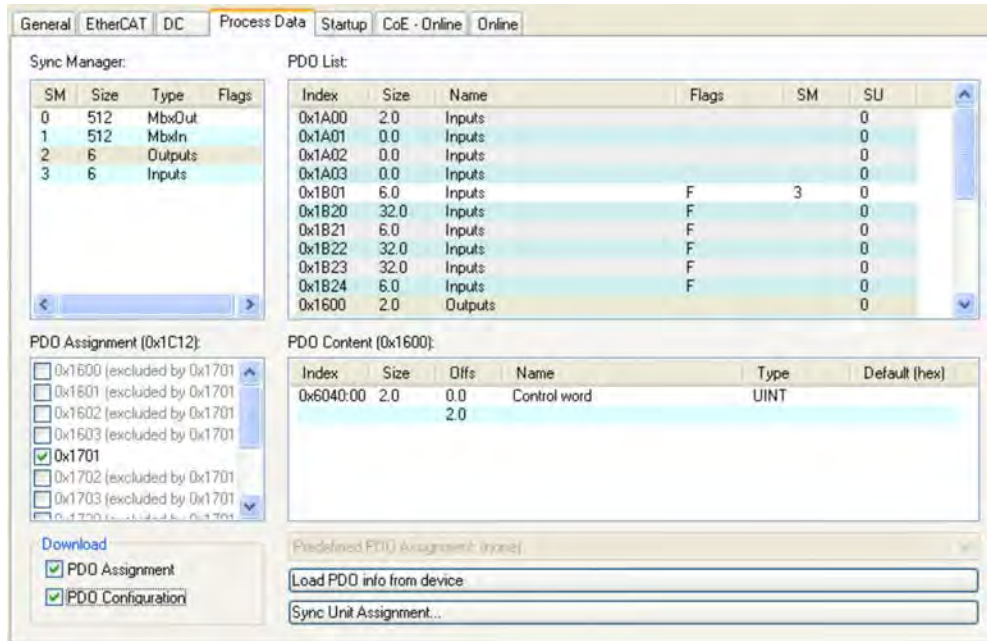 General EtherCAT DC Process Data Startup CoE - Online Online
Sync Manager:
SM Size Type Flags
0 512 MbxOut
1 512 MbxIn
2 6 Outputs
3 6 Inputs
PDO List:
Index Size Name Flags SM SU
0x1A00 2.0 Inputs 0
0x1A01 0.0 Inputs 0
0x1A02 0.0 Inputs 0
0x1A03 0.0 Inputs 0
0x1B01 6.0 Inputs F 3 0
0x1B20 32.0 Inputs F 0
0x1B21 6.0 Inputs F 0
0x1B22 32.0 Inputs F 0
0x1B23 32.0 Inputs F 0
0x1B24 6.0 Inputs F 0
0x1600 2.0 Outputs 0
PDO Assignment (0x1C12):
0x1600 (excluded by 0x1701
0x1601 (excluded by 0x1701
0x1602 (excluded by 0x1701
0x1603 (excluded by 0x1701
0x1701
0x1702 (excluded by 0x1701
0x1703 (excluded by 0x1701
PDO Content (0x1600):
Index Size Offs Name Type Default (hex)
0x6040:00 2.0 0.0 Control word UINT
2.0
Download
PDO Assignment
PDO Configuration
Predefined PDO Assignment: (none)
Load PDO info from device
Sync Unit Assignment...